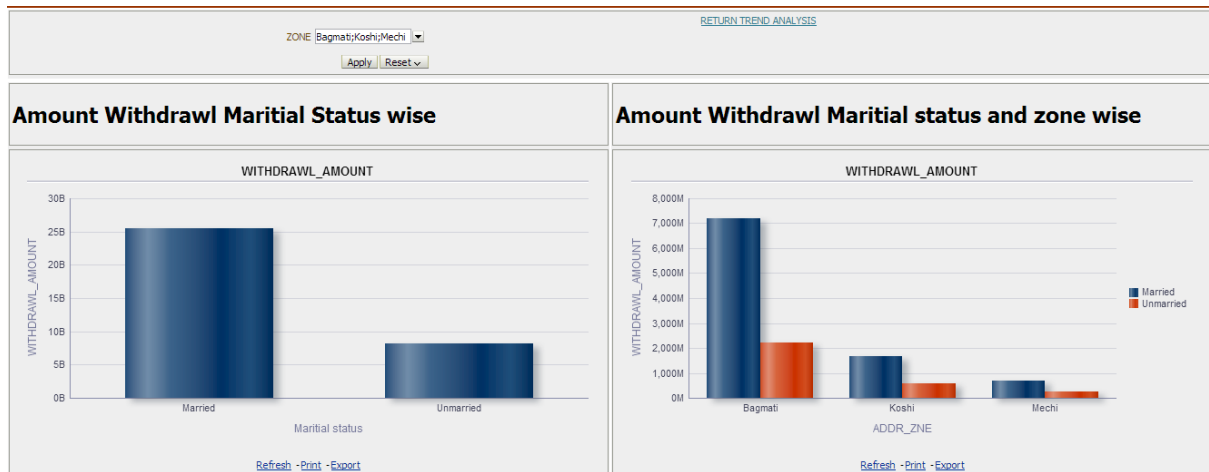 RETURN TREND ANALYSIS
ZONE Bagmati;Koshi;Mechi
Apply Reset
Amount Withdrawl Maritial Status wise
WITHDRAWL_AMOUNT
30B
25B
20B
15B
10B
5B
0B
WITHDRAWL_AMOUNT
Married Unmarried
Maritial status
Refresh -Print -Export
Amount Withdrawl Maritial status and zone wise
WITHDRAWL_AMOUNT
8,000M
7,000M
6,000M
5,000M
4,000M
3,000M
2,000M
1,000M
0M
WITHDRAWL_AMOUNT
Bagmati Koshi Mechi
ADDR_ZNE
Married
Unmarried
Refresh -Print -Export